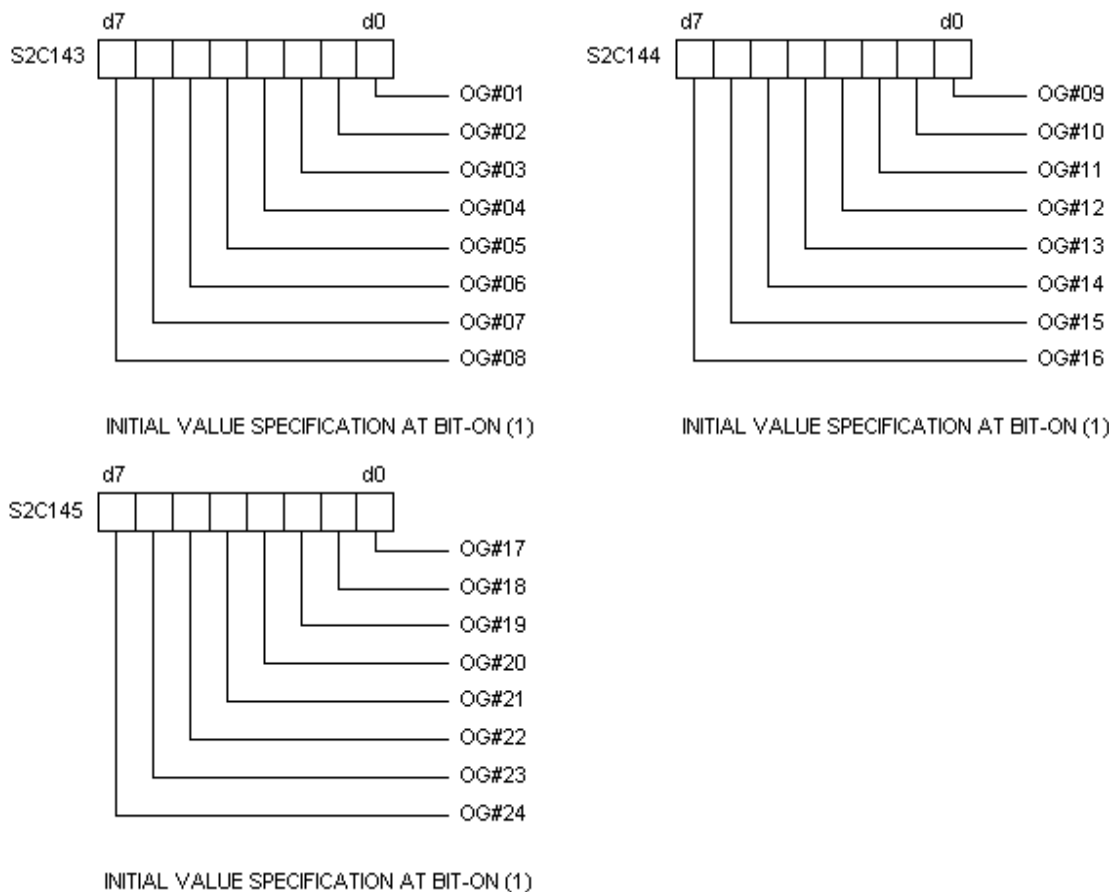 d7 d0
S2C143
OG#01
OG#02
OG#03
OG#04
OG#05
OG#06
OG#07
OG#08
INITIAL VALUE SPECIFICATION AT BIT-ON (1)
d7 d0
S2C144
OG#09
OG#10
OG#11
OG#12
OG#13
OG#14
OG#15
OG#16
INITIAL VALUE SPECIFICATION AT BIT-ON (1)
d7 d0
S2C145
OG#17
OG#18
OG#19
OG#20
OG#21
OG#22
OG#23
OG#24
INITIAL VALUE SPECIFICATION AT BIT-ON (1)